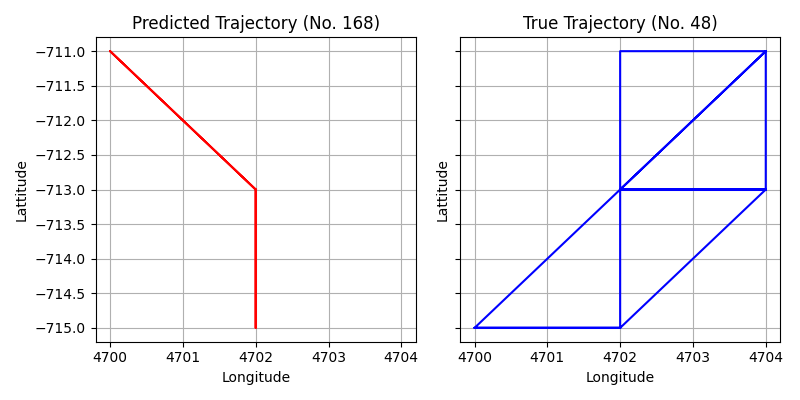 Predicted Trajectory (No. 168)
−711.0
−711.5
−712.0
−712.5
−713.0
−713.5
−714.0
−714.5
−715.0
Lattitude
4700 4701 4702 4703 4704
Longitude
True Trajectory (No. 48)
Lattitude
4700 4701 4702 4703 4704
Longitude